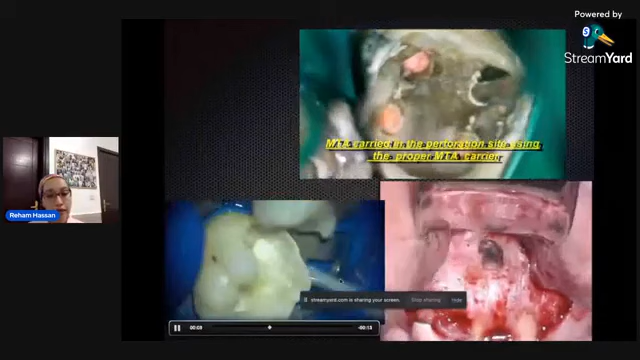 Powered by
S
StreamYard
MTA carried in the perforation site using
the proper MTA carrier
Reham Hassan
streamyard.com is sharing your screen.
Stop sharing
Hide
00:03
-00:13